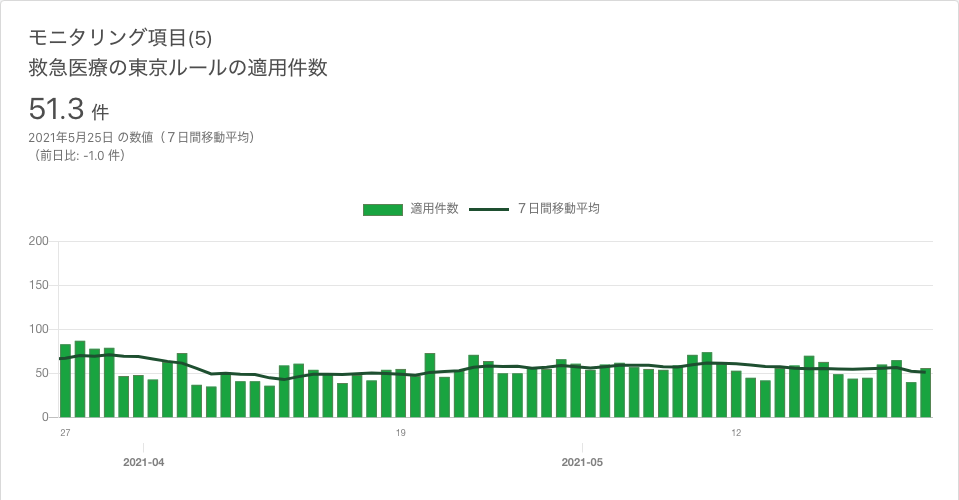 モニタリング項目(5)
救急医療の東京ルールの適用件数
51.3 件
2021年5月25日 の数値（７日間移動平均）
（前日比: -1.0 件）
適用件数 ７日間移動平均
200
150
100
50
0
27 19 12
2021-04 2021-05